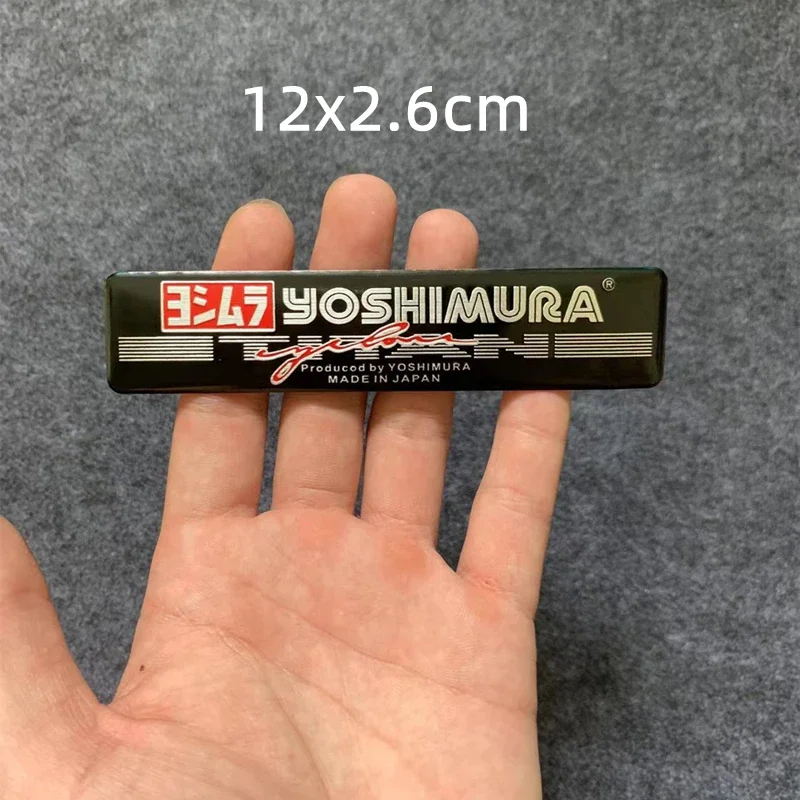 12x2.6cm
ヨシムラ YOSHIMURA ®
TITAN
cyclone
Produced by YOSHIMURA
MADE IN JAPAN